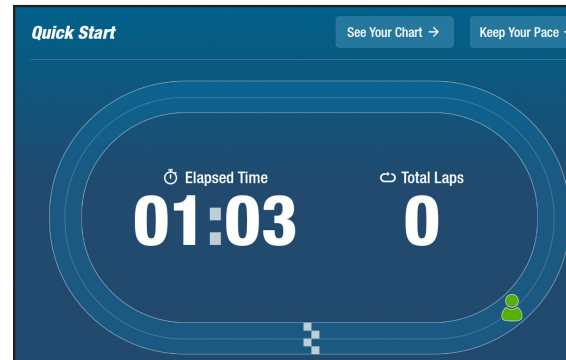 Quick Start
See Your Chart →
Keep Your Pace
Elapsed Time
01:03
Total Laps
0